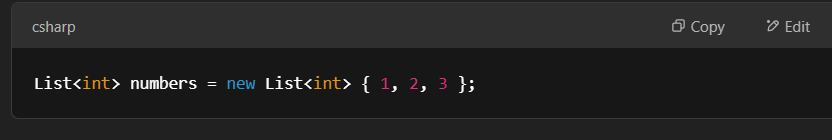 csharp Copy Edit
List<int> numbers = new List<int> { 1, 2, 3 };